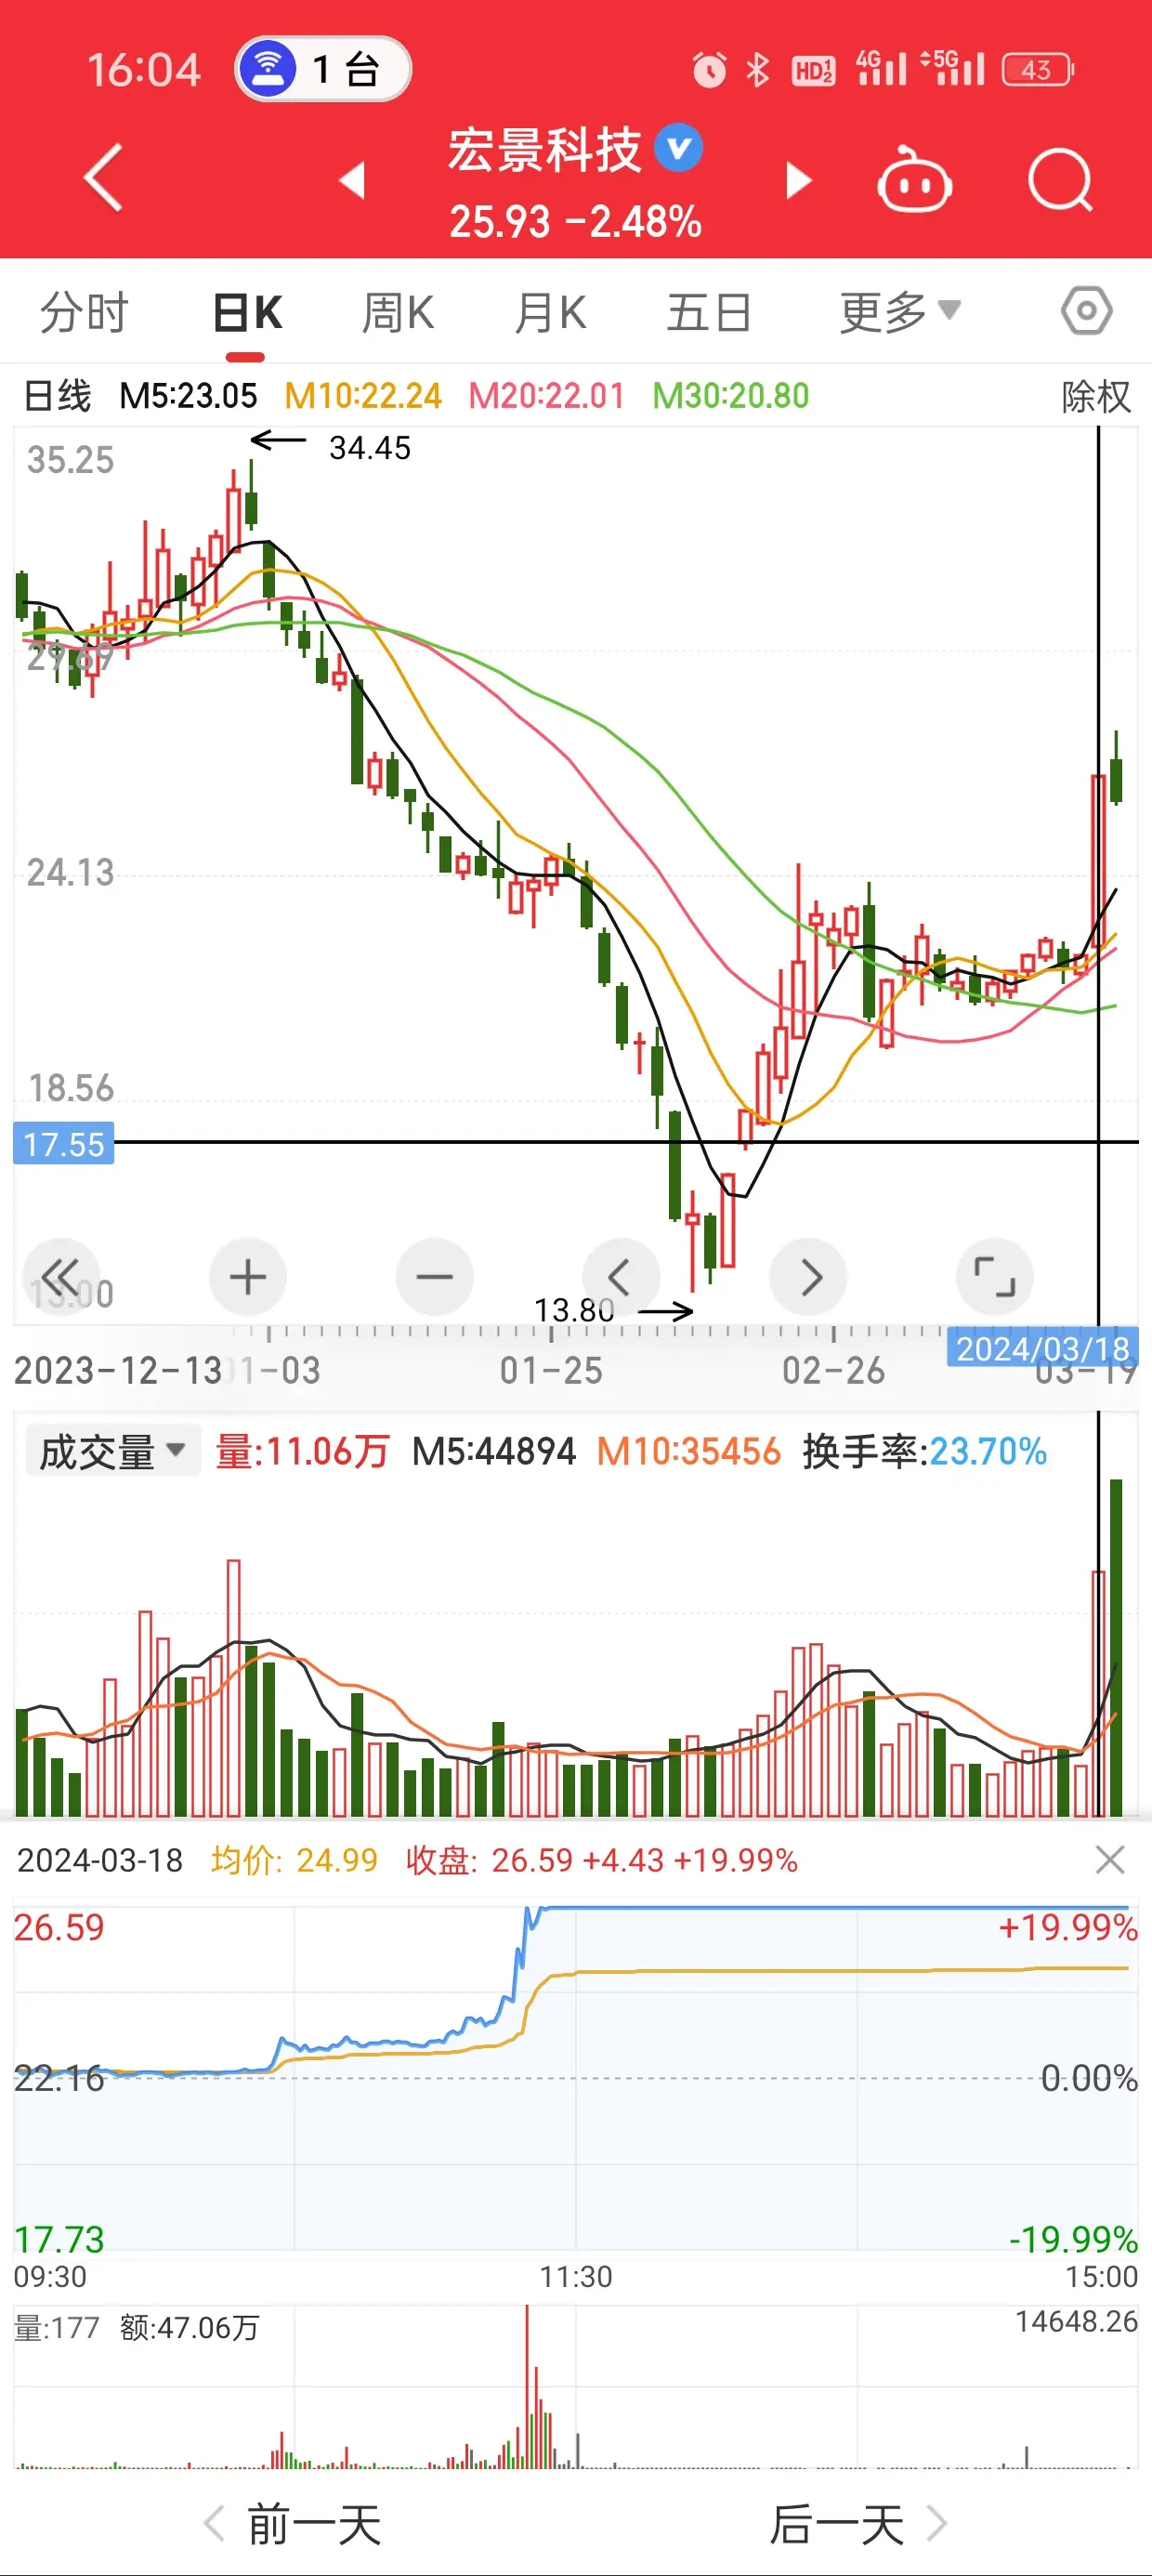 16:04 1 台 HD 1 2 4G 5G 43
宏景科技
25.93 -2.48%
分时 日K 周K 月K 五日 更多
日线 M5:23.05 M10:22.24 M20:22.01 M30:20.80 除权
34.45
35.25
29.69
24.13
18.56
17.55
13.00
13.80
2024/03/18
2023-12-13 01-03 01-25 02-26 03-19
成交量 量:11.06万 M5:44894 M10:35456 换手率:23.70%
2024-03-18 均价: 24.99 收盘: 26.59 +4.43 +19.99%
26.59 +19.99%
22.16 0.00%
17.73 -19.99%
09:30 11:30 15:00
量:177 额:47.06万 14648.26
前一天 后一天